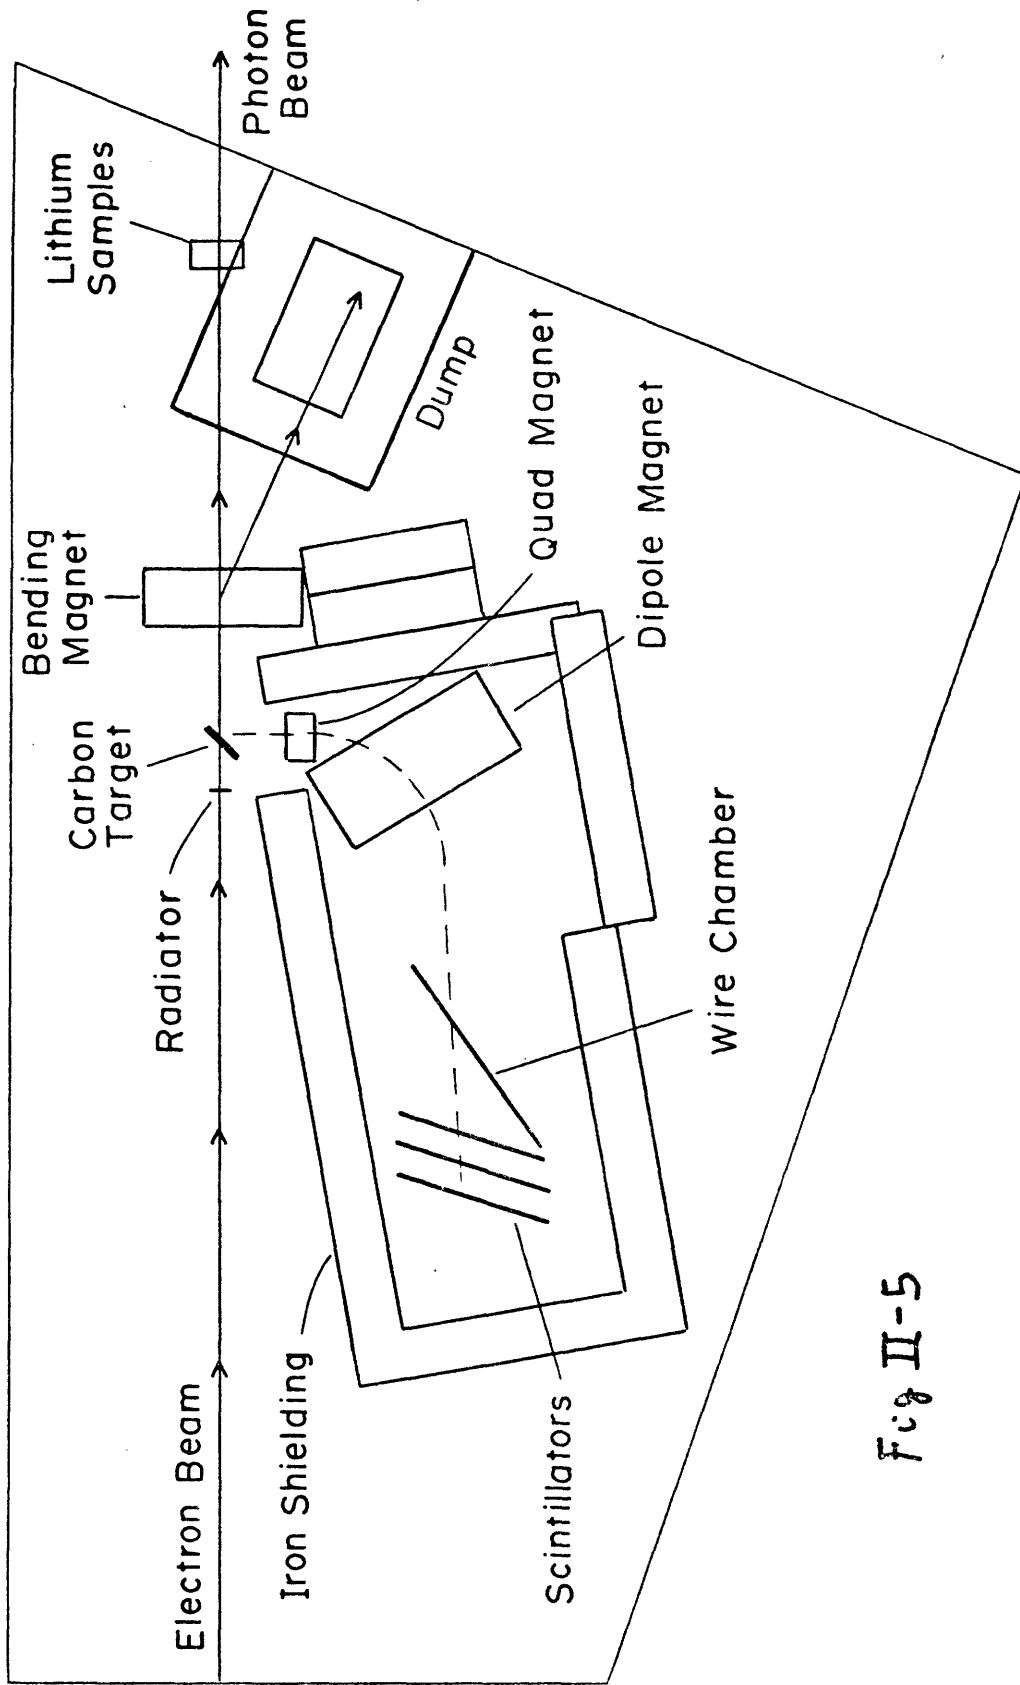 Photon
Beam
Lithium
Samples
Dump
Bending
Magnet
Quad Magnet
Dipole Magnet
Carbon
Target
Radiator
Wire Chamber
Electron Beam
Iron Shielding
Scintillators
Fig II-5